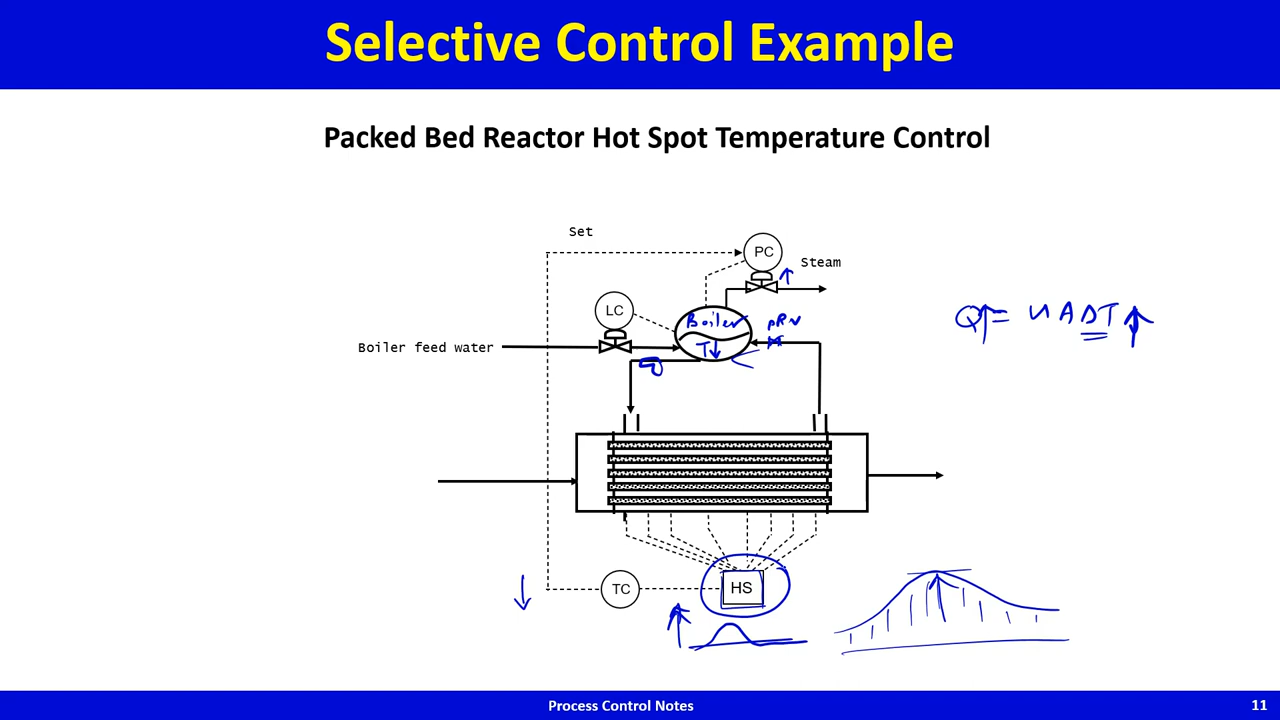 Selective Control Example
Packed Bed Reactor Hot Spot Temperature Control
Set
PC
Steam
LC
Boiler
Boiler feed water
T↓
Q↑ = U A ΔT ↑
TC
HS
Process Control Notes
11